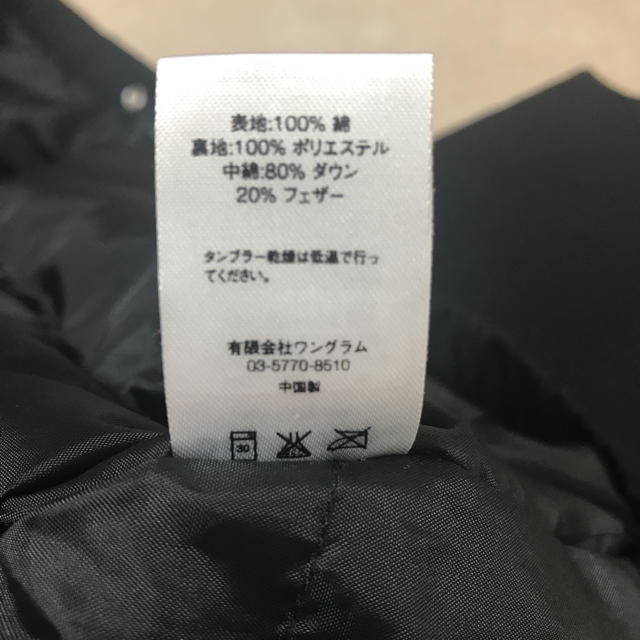 表地:100% 綿
裏地:100% ポリエステル
中綿:80% ダウン
20% フェザー
タンブラー乾燥は低温で行っ
てください。
有限会社ワングラム
03-5770-8510
中国製
30